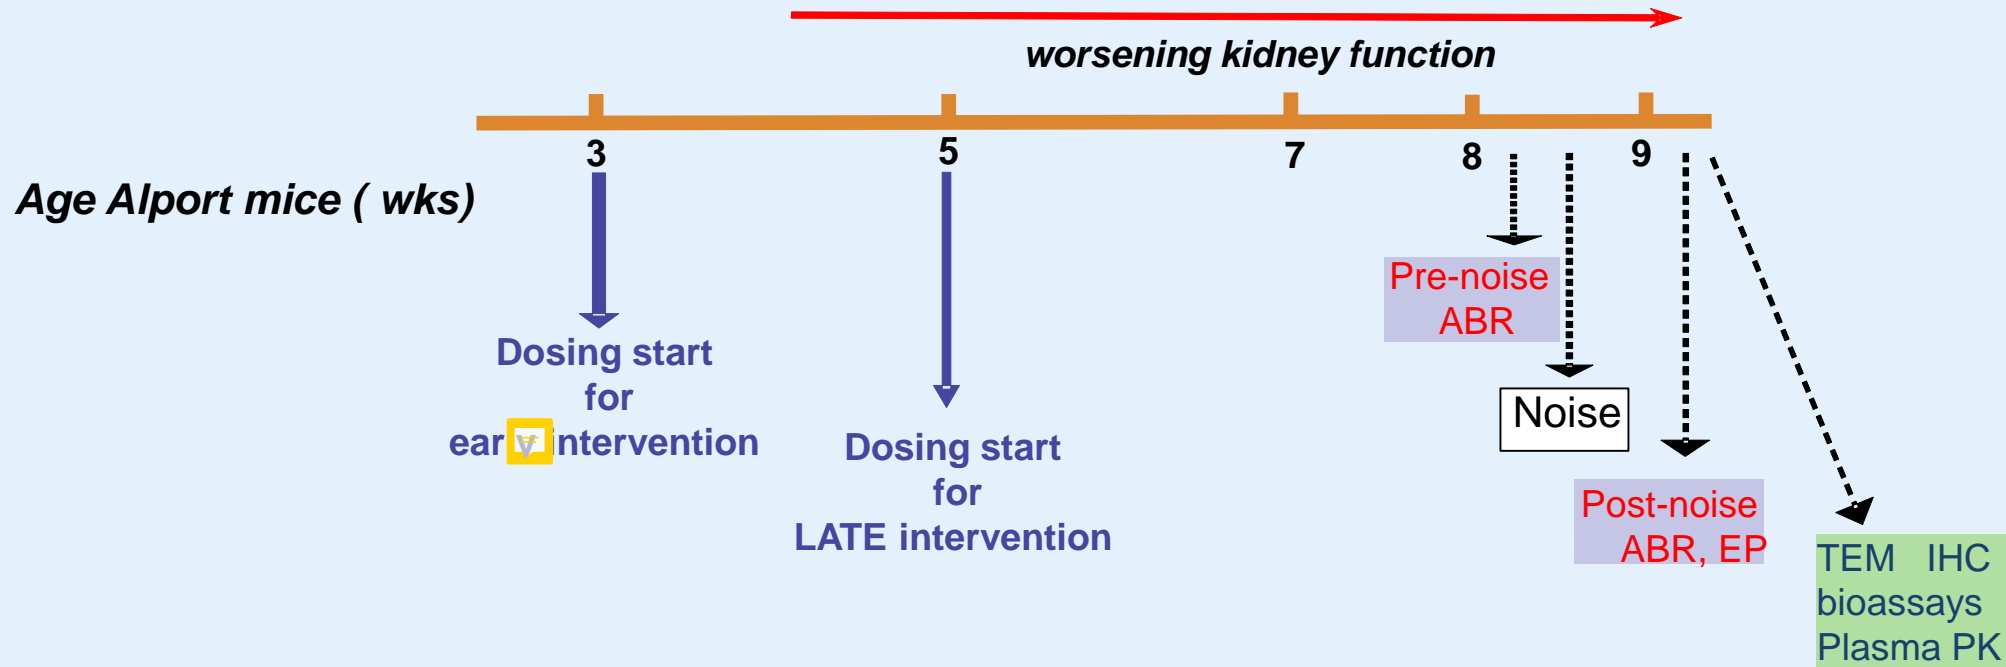 worsening kidney function
3
5
7
8
9
Age Alport mice ( wks)
Pre-noise
ABR
Dosing start
for
intervention
Noise
Dosing start
for
LATE intervention
Post-noise
ABR, EP
TEM IHC
bioassays
Plasma PK